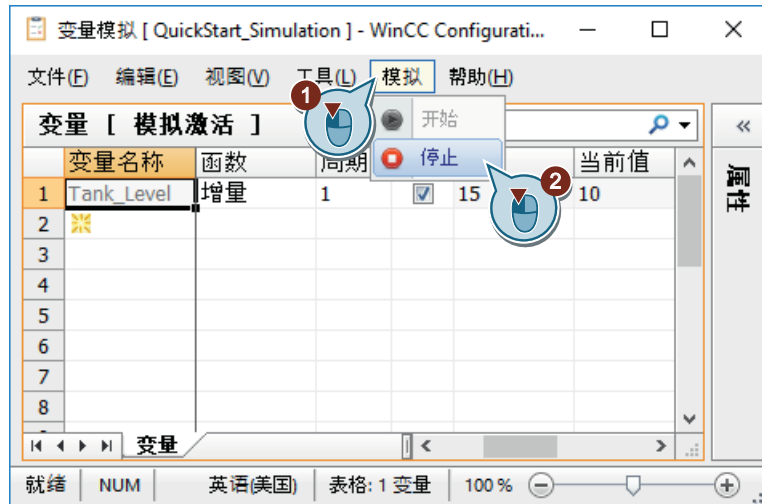 变量模拟 [ QuickStart_Simulation ] - WinCC Configurati...
文件(F) 编辑(E) 视图(V) 工具(L) 模拟 帮助(H)
1
变量 [ 模拟激活 ]
开始
停止
2
变量名称 函数 周期 当前值
属性
1 Tank_Level 增量 1 15 10
2
3
4
5
6
7
8
变量
就绪 NUM 英语(美国) 表格: 1 变量 100 %